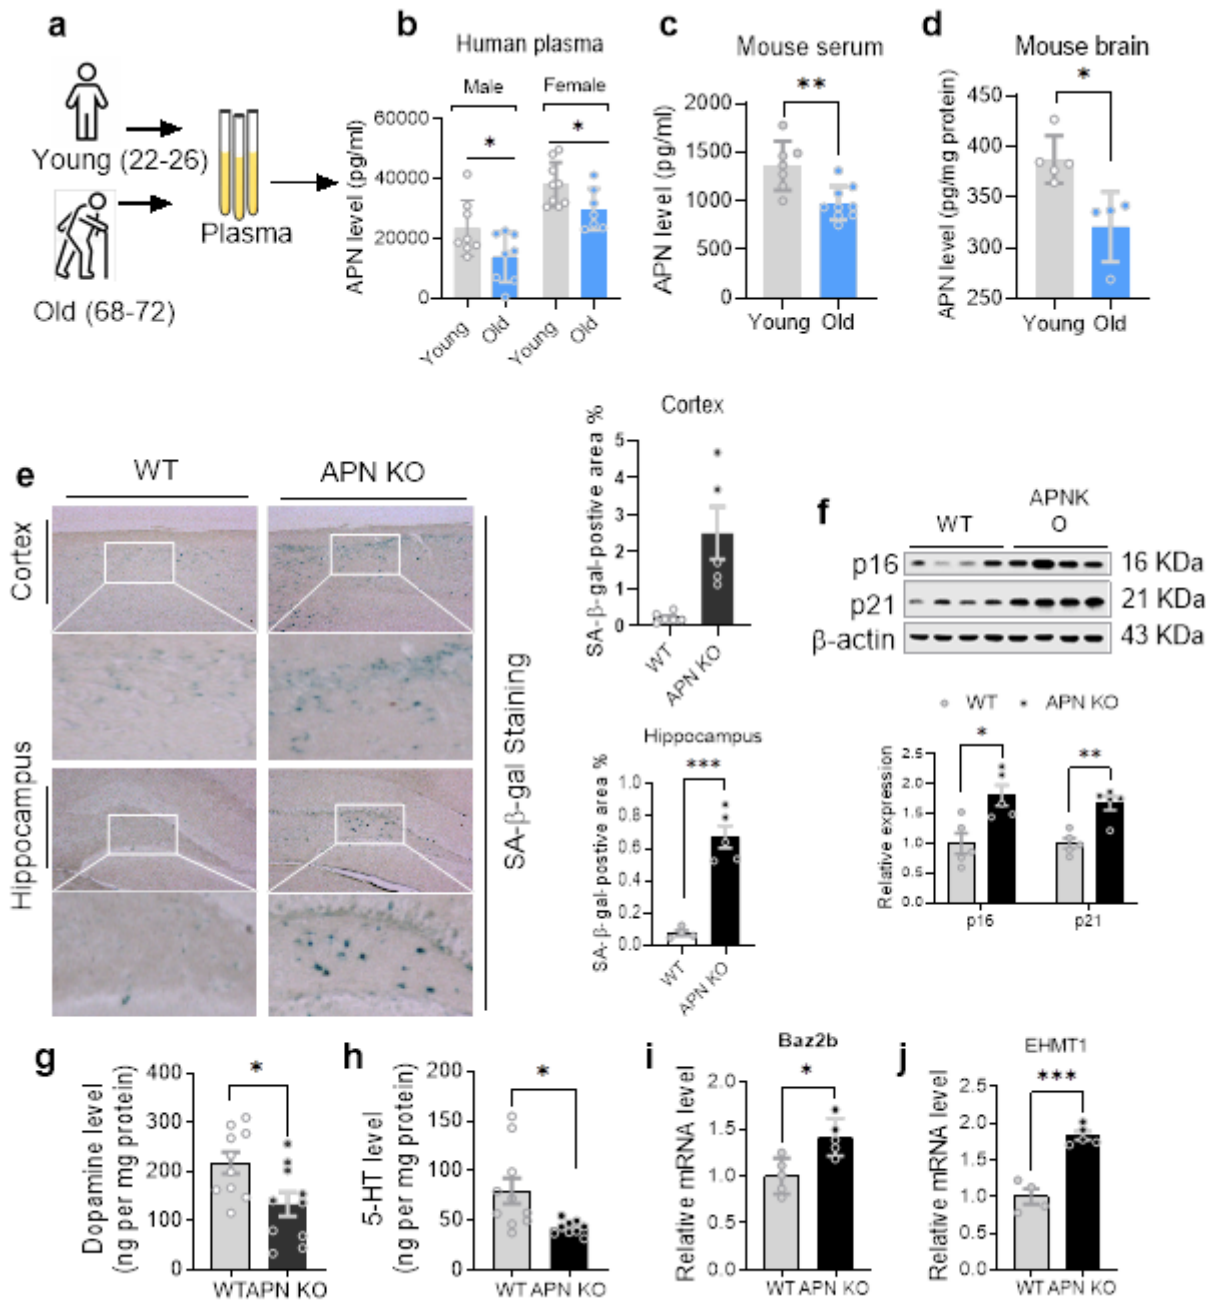 a
Young (22-26)
Old (68-72)
Plasma
b
Human plasma
Male
Female
APN level (pg/ml)
60000
40000
20000
0
*
*
Young
Old
Young
Old
c
Mouse serum
APN level (pg/ml)
2000
1500
1000
500
0
**
Young Old
d
Mouse brain
APN level (pg/mg protein)
450
400
350
300
250
*
Young Old
e
WT
APN KO
Cortex
Hippocampus
SA-β-gal Staining
Cortex
SA-β-gal-postive area %
5
4
3
2
1
0
WT
APN KO
Hippocampus
SA-β-gal-postive area %
1.0
0.8
0.6
0.4
0.2
0.0
***
WT
APN KO
f
WT
APNK
O
p16
16 KDa
p21
21 KDa
β-actin
43 KDa
WT
APN KO
Relative expression
2.5
2.0
1.5
1.0
0.5
0.0
*
**
p16
p21
g
Dopamine level
(ng per mg protein)
400
300
200
100
0
*
WTAPN KO
h
5-HT level
(ng per mg protein)
200
150
100
50
0
*
WT APN KO
i
Baz2b
Relative mRNA level
2.0
1.5
1.0
0.5
0.0
*
WT APN KO
j
EHMT1
Relative mRNA level
2.5
2.0
1.5
1.0
0.5
0.0
***
WT APN KO